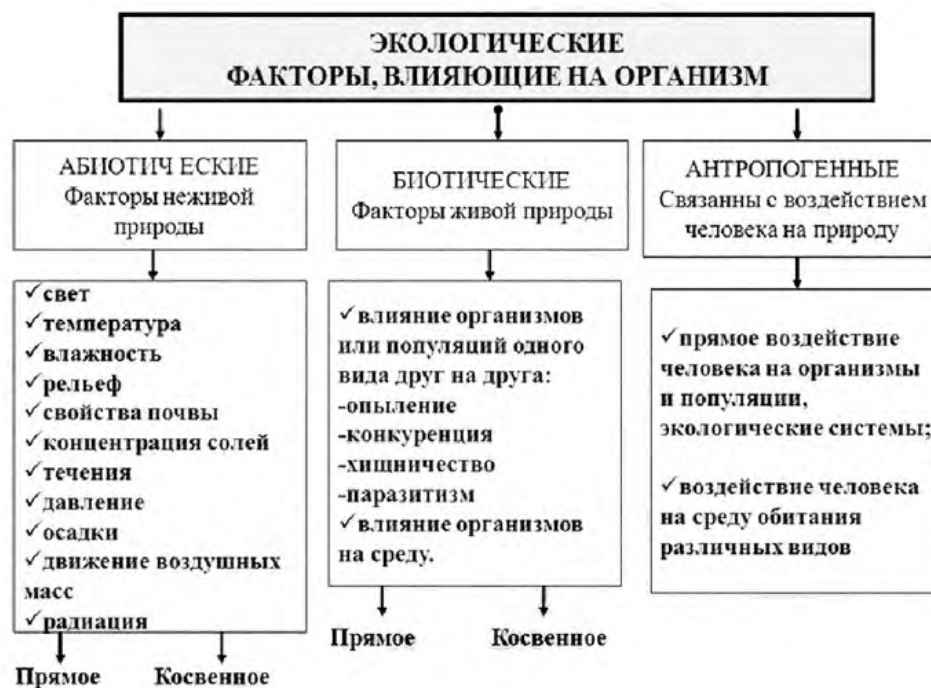 ЭКОЛОГИЧЕСКИЕ
ФАКТОРЫ, ВЛИЯЮЩИЕ НА ОРГАНИЗМ
АБИОТИЧ ЕСКИЕ
Факторы неживой
природы
✓свет
✓температура
✓влажность
✓рельеф
✓свойства почвы
✓концентрация солей
✓течения
✓давление
✓осадки
✓движение воздушных
масс
✓радиация
Прямое
Косвенное
БИОТИЧЕСКИЕ
Факторы живой природы
✓влияние организмов
или популяций одного
вида друг на друга:
-опыление
-конкуренция
-хищничество
-паразитизм
✓влияние организмов
на среду.
Прямое
Косвенное
АНТРОПОГЕННЫЕ
Связанны с воздействием
человека на природу
✓прямое воздействие
человека на организмы
и популяции,
экологические системы;
✓воздействие человека
на среду обитания
различных видов